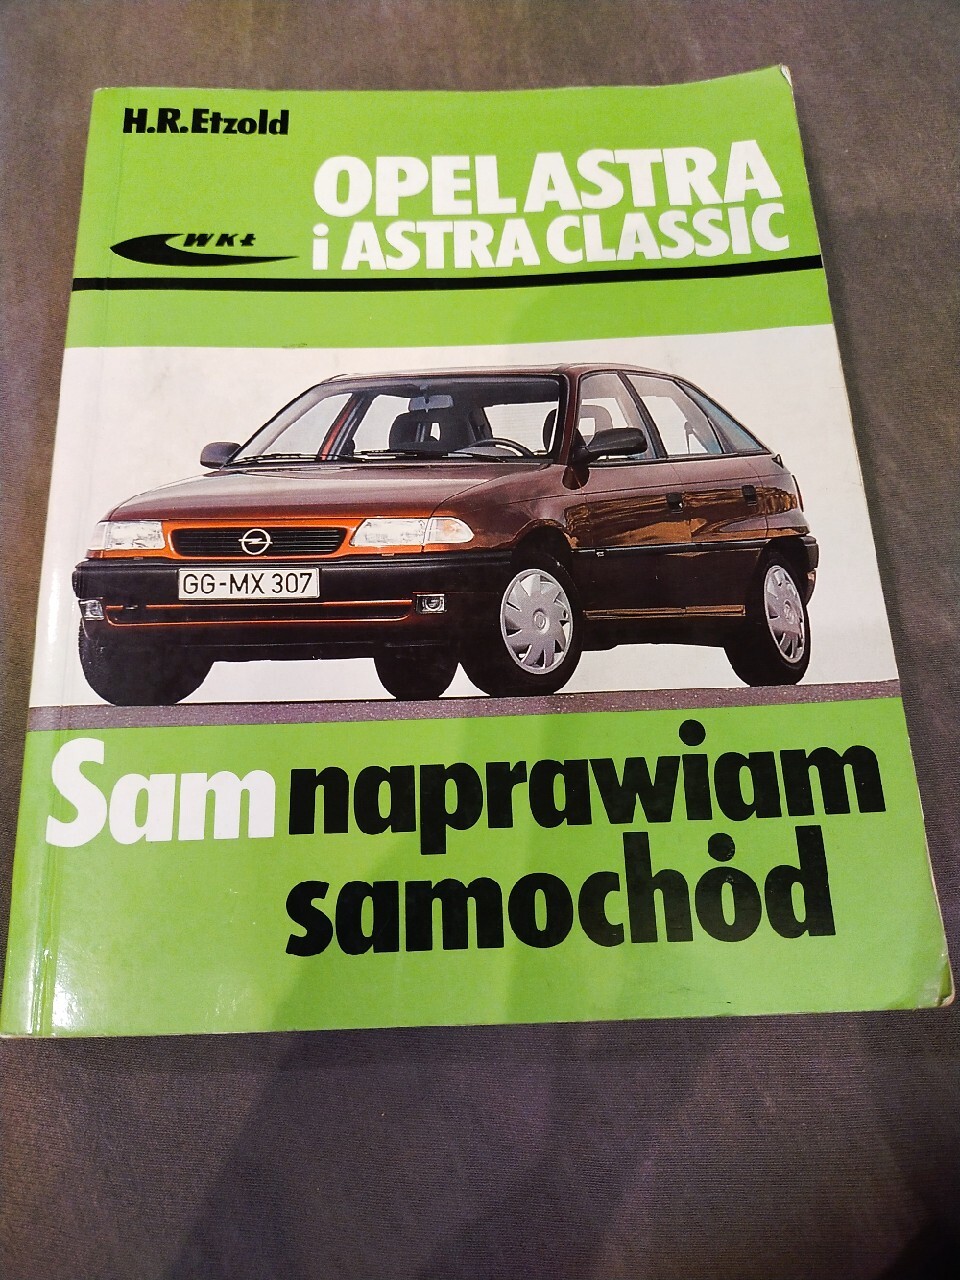 H.R.Etzold
OPEL ASTRA
i ASTRA CLASSIC
WKŁ
GG-MX 307
Sam naprawiam
samochód